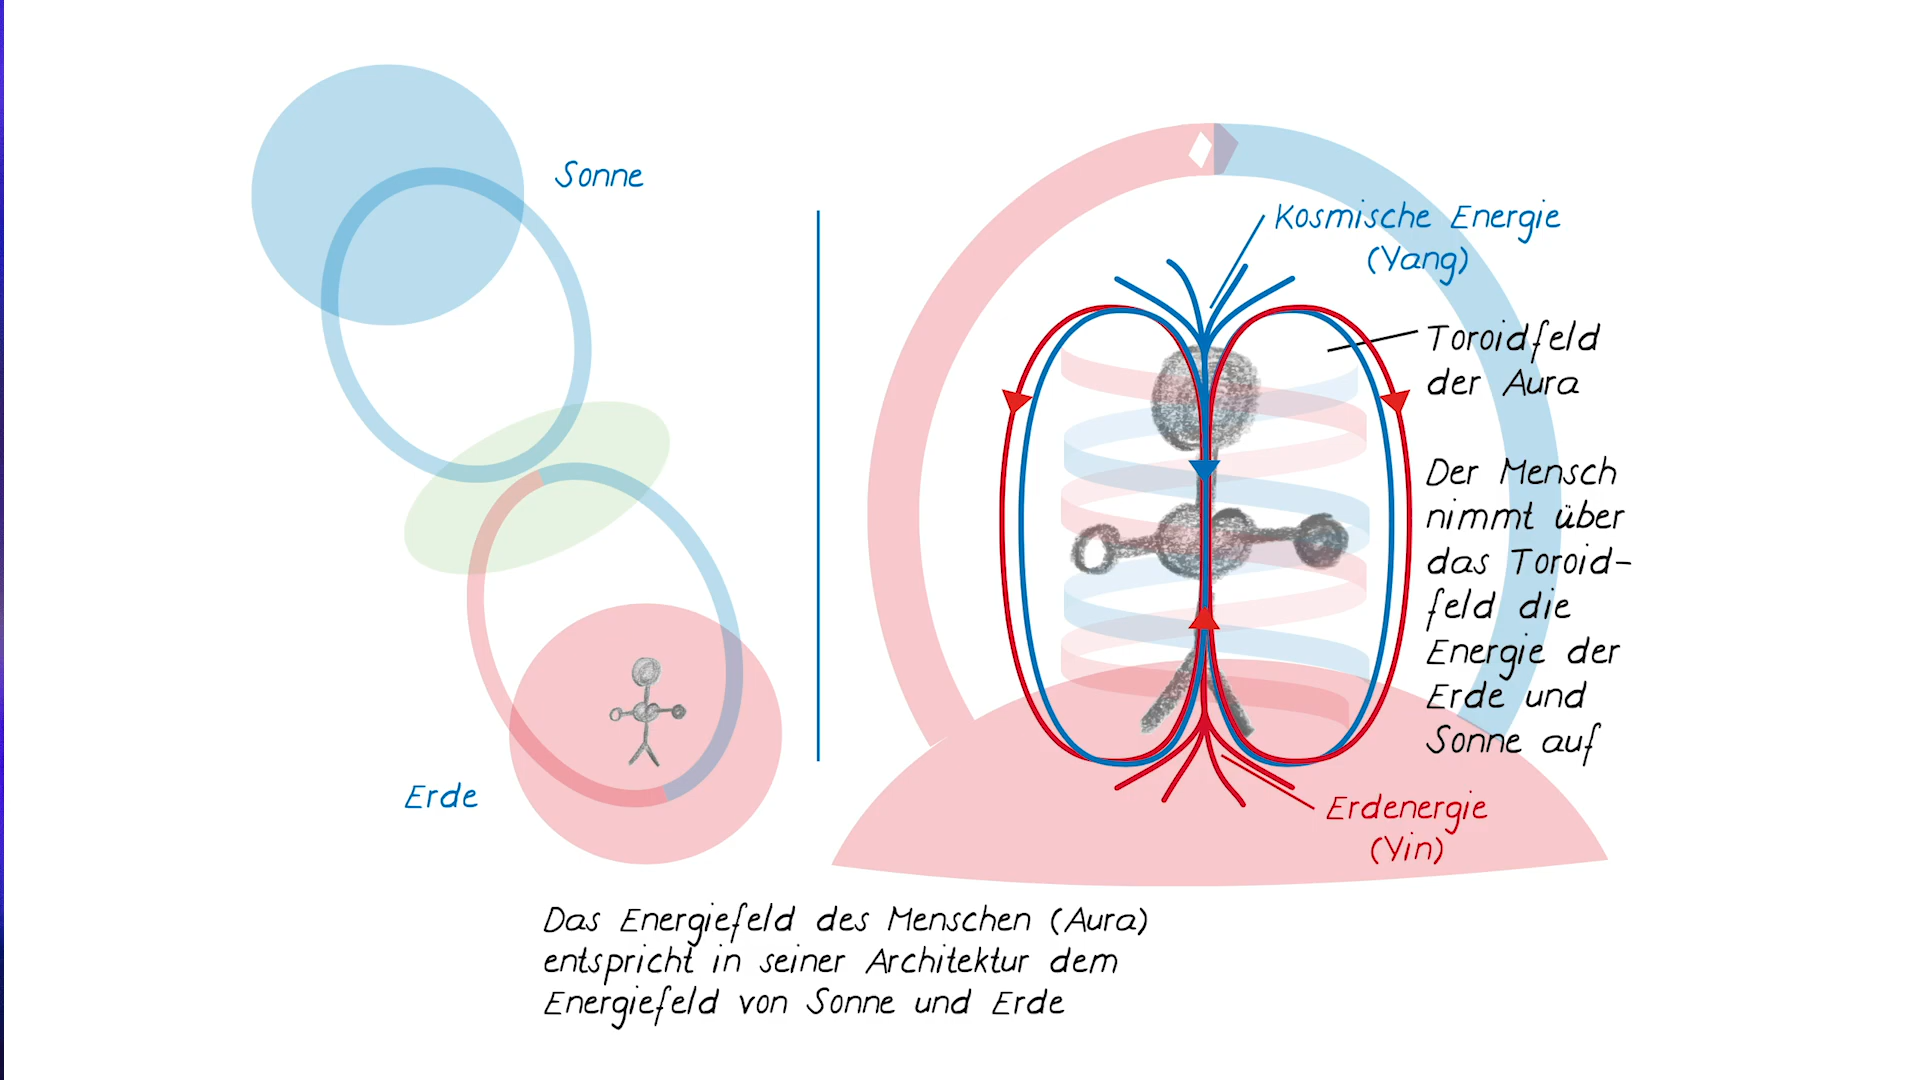 Sonne
Erde
Kosmische Energie
(Yang)
Toroidfeld
der Aura
Der Mensch
nimmt über
das Toroid-
feld die
Energie der
Erde und
Sonne auf
Erdenergie
(Yin)
Das Energiefeld des Menschen (Aura)
entspricht in seiner Architektur dem
Energiefeld von Sonne und Erde